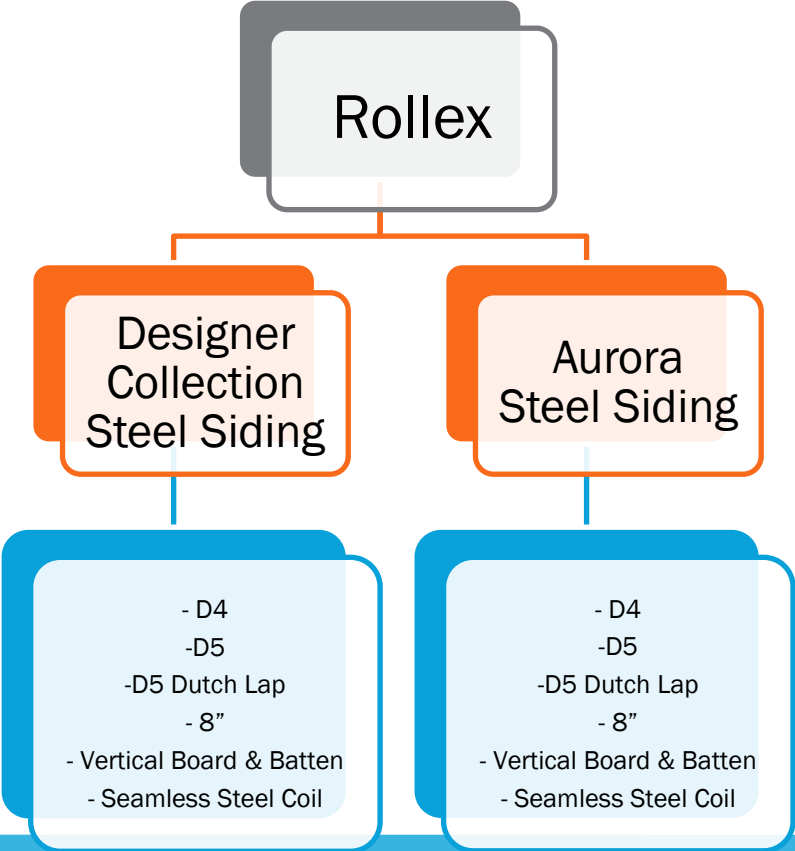 Rollex
Designer
Collection
Steel Siding
Aurora
Steel Siding
- D4
-D5
-D5 Dutch Lap
- 8”
- Vertical Board & Batten
- Seamless Steel Coil
- D4
-D5
-D5 Dutch Lap
- 8”
- Vertical Board & Batten
- Seamless Steel Coil